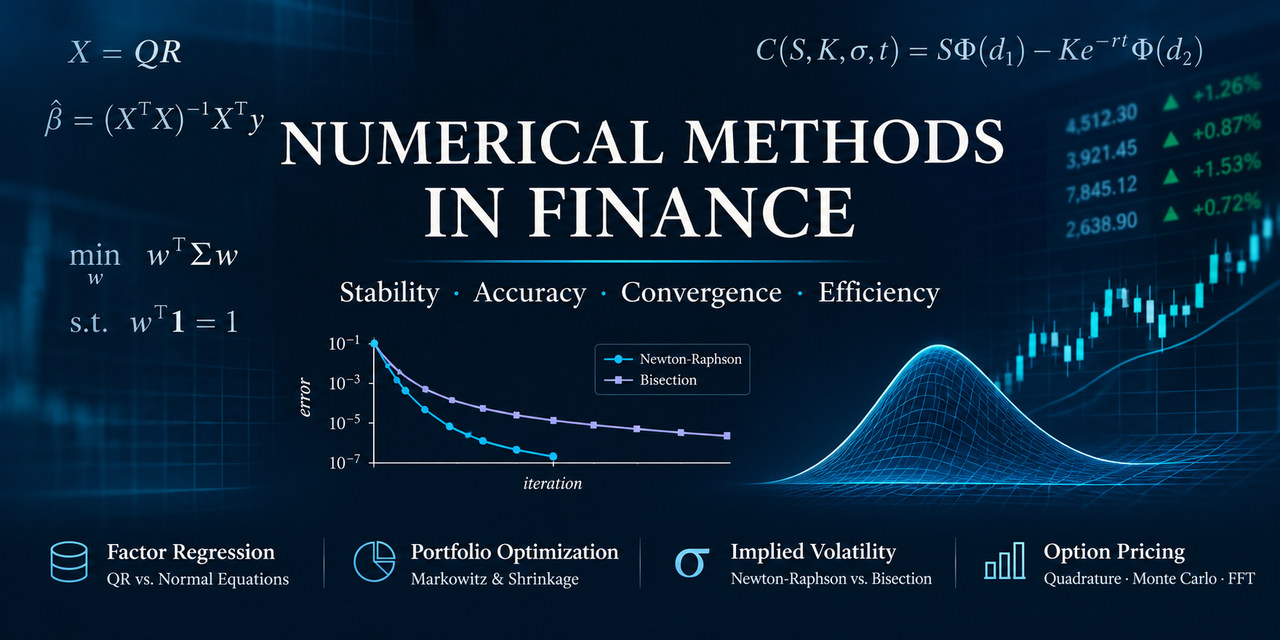 X = QR
β̂ = (XᵀX)⁻¹Xᵀy
min w wᵀΣw
s.t. wᵀ1 = 1
C(S, K, σ, t) = SΦ(d₁) − Ke⁻ʳᵗΦ(d₂)
4,512.30 ▲ +1.26%
3,921.45 ▲ +0.87%
7,845.12 ▲ +1.53%
2,638.90 ▲ +0.72%
NUMERICAL METHODS
IN FINANCE
Stability · Accuracy · Convergence · Efficiency
10⁻¹
10⁻³
10⁻⁵
10⁻⁷
error
iteration
Newton-Raphson
Bisection
Factor Regression
QR vs. Normal Equations
Portfolio Optimization
Markowitz & Shrinkage
σ
Implied Volatility
Newton-Raphson vs. Bisection
Option Pricing
Quadrature · Monte Carlo · FFT